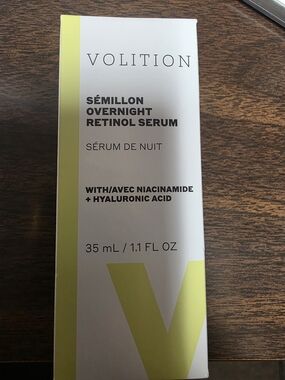 VOLITION
SÉMILLON
OVERNIGHT
RETINOL SERUM
SÉRUM DE NUIT
WITH/AVEC NIACINAMIDE
+ HYALURONIC ACID
35 mL / 1.1 FL OZ
V